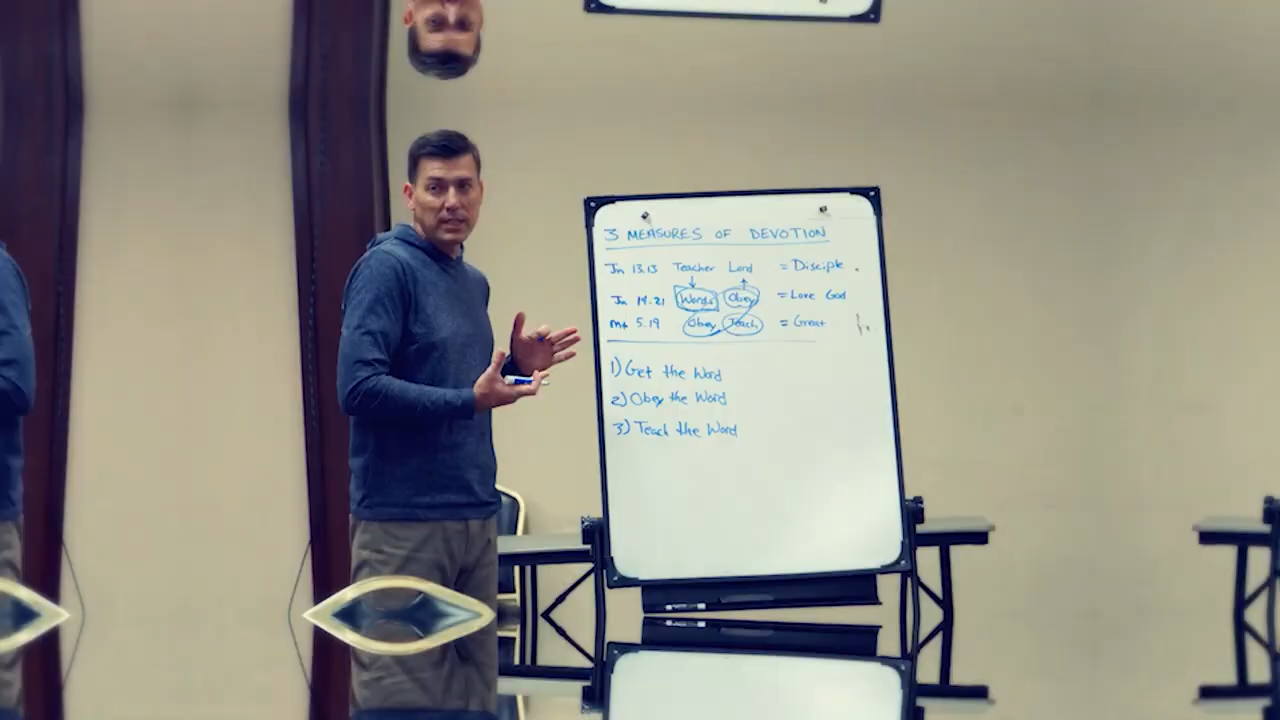 3 MEASURES OF DEVOTION
Jn 13.13 Teacher Lord = Disciple
Jn 14.21 Words Obey = Love God
Mt 5.19 Obey Teach = Great
1) Get the Word
2) Obey the Word
3) Teach the Word